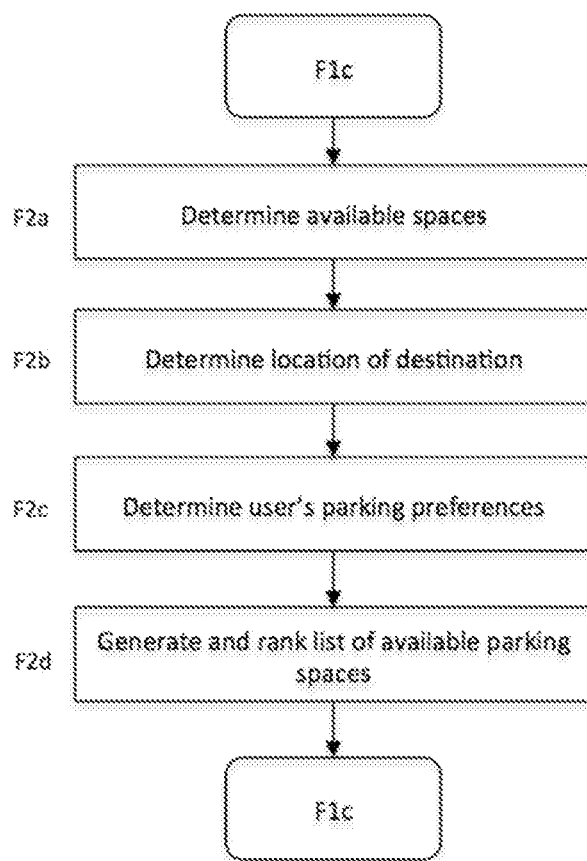 F1c
F2a
Determine available spaces
F2b
Determine location of destination
F2c
Determine user's parking preferences
F2d
Generate and rank list of available parking
spaces
F1c